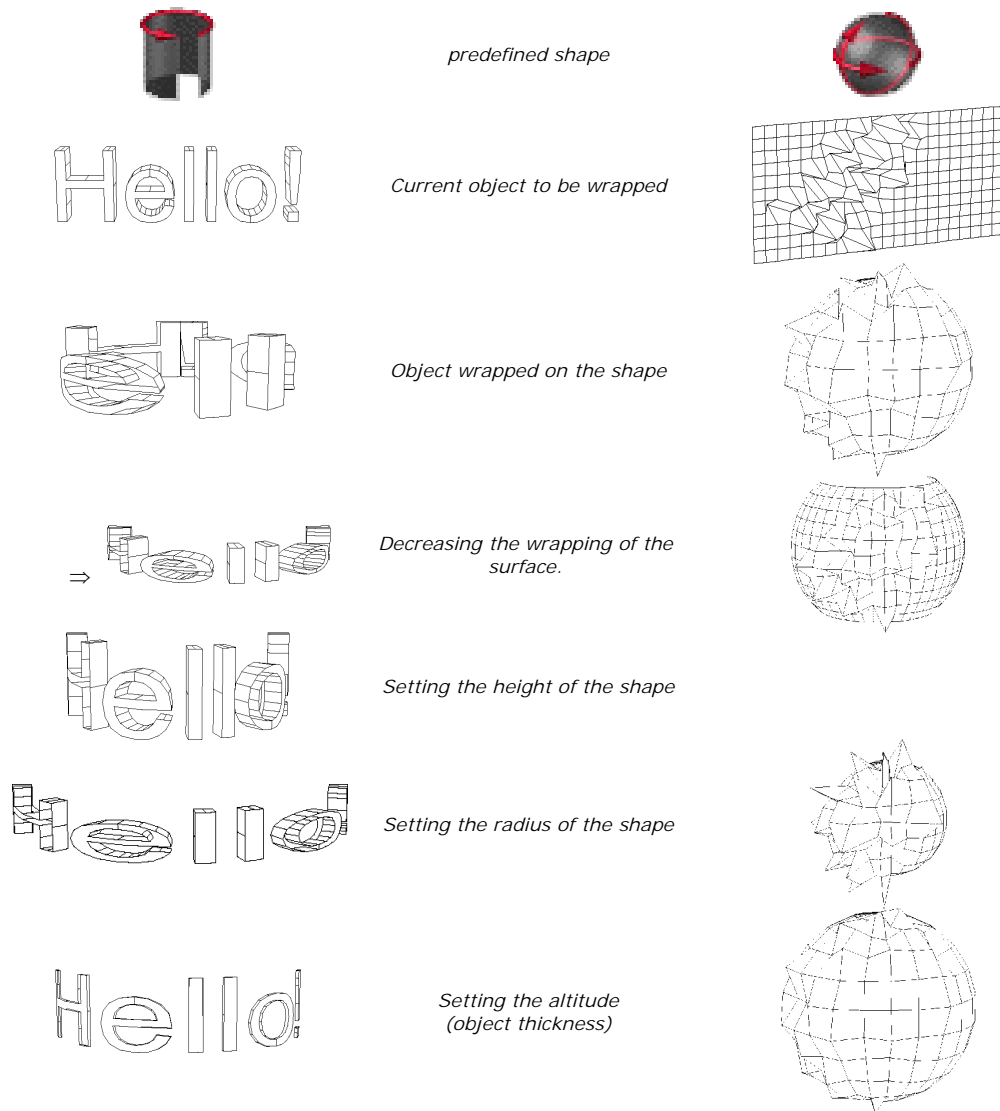 predefined shape
Hello!
Current object to be wrapped
Object wrapped on the shape
Decreasing the wrapping of the
surface.
⇒
Hello!
Setting the height of the shape
Setting the radius of the shape
Hello!
Setting the altitude
(object thickness)